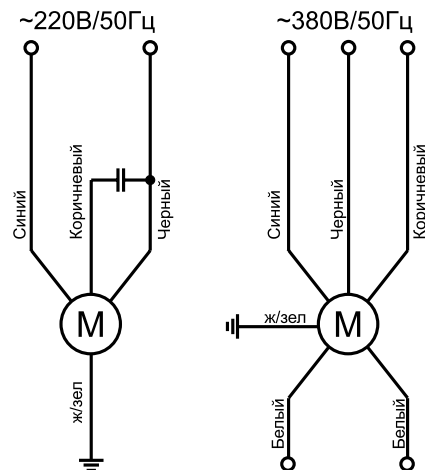 ~220В/50Гц
Синий
Коричневый
Черный
М
ж/зел
~380В/50Гц
Синий
Черный
Коричневый
ж/зел
М
Белый
Белый